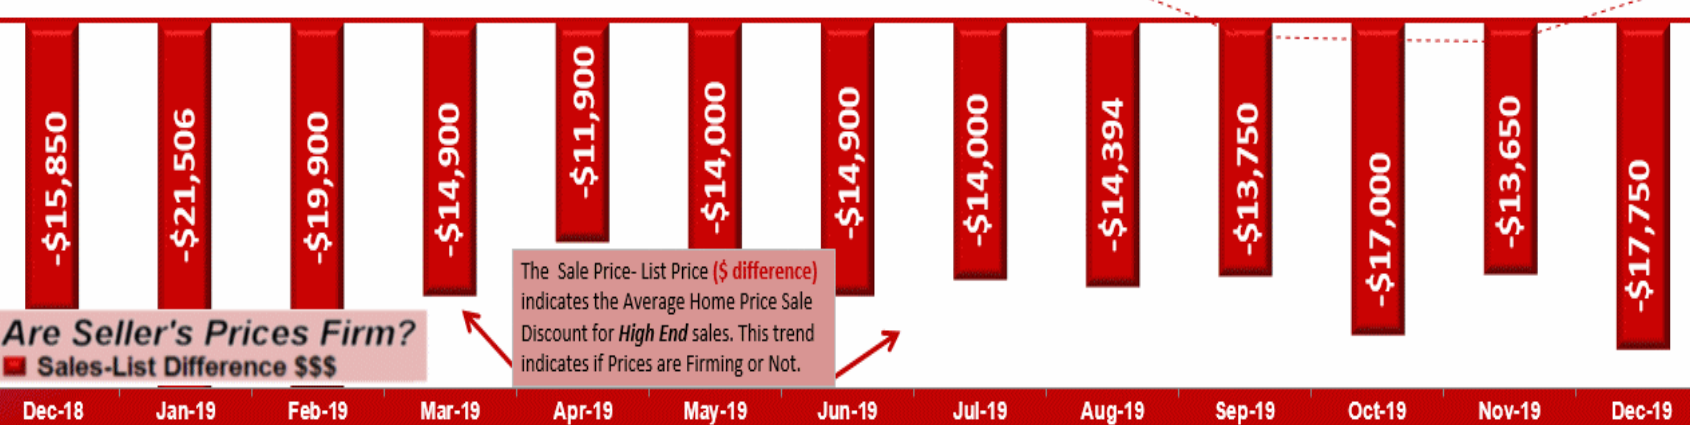 -$15,850
-$21,506
-$19,900
-$14,900
-$11,900
-$14,000
-$14,900
-$14,000
-$14,394
-$13,750
-$17,000
-$13,650
-$17,750
The Sale Price- List Price ($ difference)
indicates the Average Home Price Sale
Discount for High End sales. This trend
indicates if Prices are Firming or Not.
Are Seller's Prices Firm?
Sales-List Difference $$$
Dec-18 Jan-19 Feb-19 Mar-19 Apr-19 May-19 Jun-19 Jul-19 Aug-19 Sep-19 Oct-19 Nov-19 Dec-19